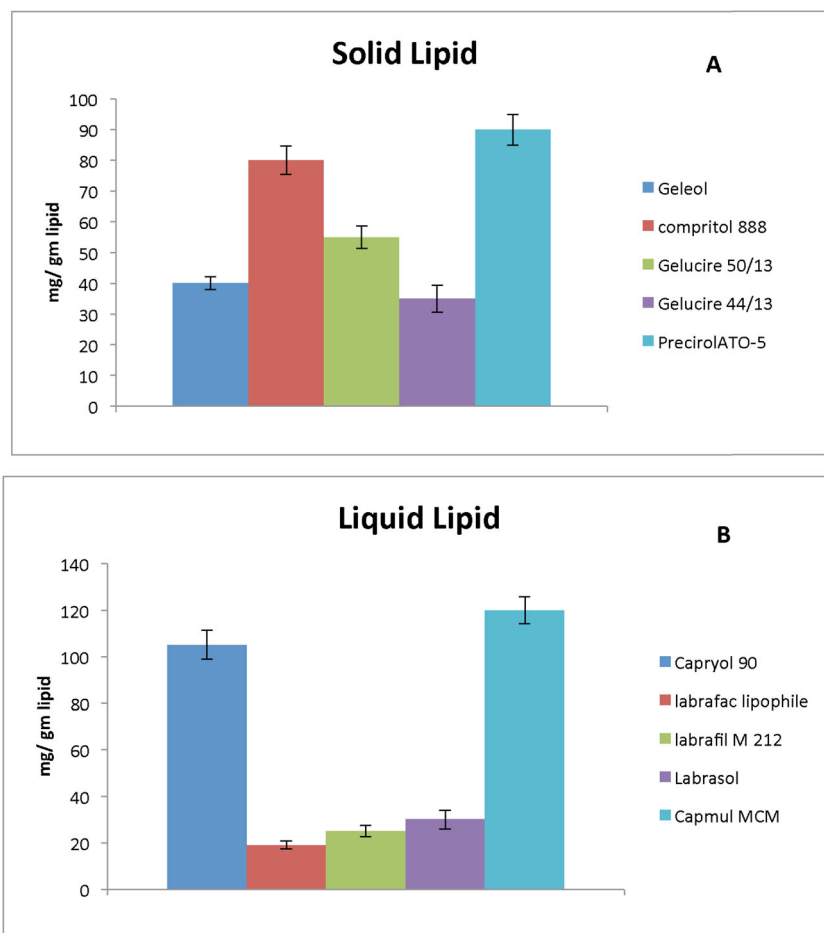 Solid Lipid
A
mg/ gm lipid
100
90
80
70
60
50
40
30
20
10
0
Geleol
compritol 888
Gelucire 50/13
Gelucire 44/13
PrecirolATO-5
Liquid Lipid
B
mg/ gm lipid
140
120
100
80
60
40
20
0
Capryol 90
labrafac lipophile
labrafil M 212
Labrasol
Capmul MCM